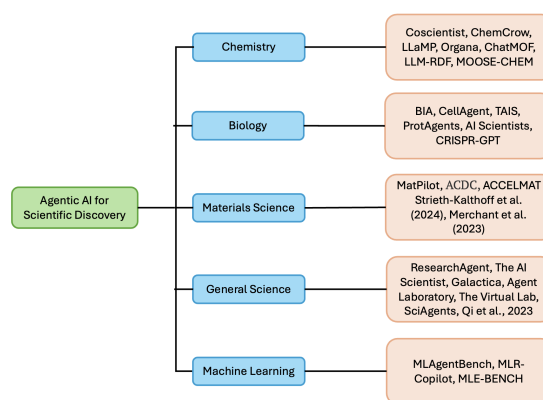 Agentic AI for
Scientific Discovery
Chemistry
Coscientist, ChemCrow,
LLaMP, Organa, ChatMOF,
LLM-RDF, MOOSE-CHEM
Biology
BIA, CellAgent, TAIS,
ProtAgents, AI Scientists,
CRISPR-GPT
Materials Science
MatPilot, ACDC, ACCELMAT
Strieth-Kalthoff et al.
(2024), Merchant et al.
(2023)
General Science
ResearchAgent, The AI
Scientist, Galactica, Agent
Laboratory, The Virtual Lab,
SciAgents, Qi et al., 2023
Machine Learning
MLAgentBench, MLR-
Copilot, MLE-BENCH